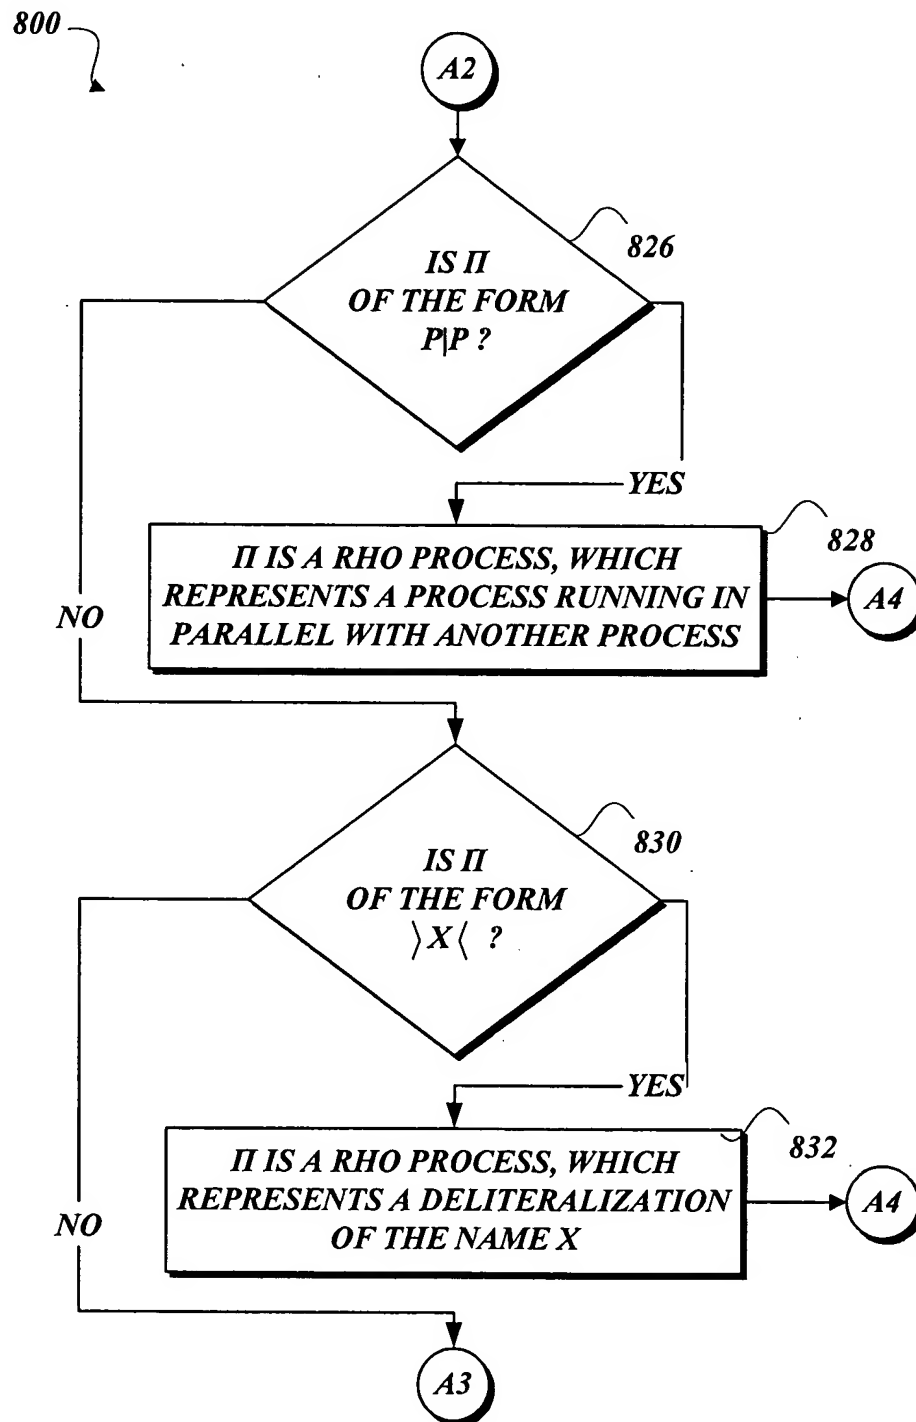 800
A2
IS Π
OF THE FORM
P|P ?
826
YES
Π IS A RHO PROCESS, WHICH
REPRESENTS A PROCESS RUNNING IN
PARALLEL WITH ANOTHER PROCESS
828
A4
NO
IS Π
OF THE FORM
⟩X⟨ ?
830
YES
Π IS A RHO PROCESS, WHICH
REPRESENTS A DELITERALIZATION
OF THE NAME X
832
A4
NO
A3